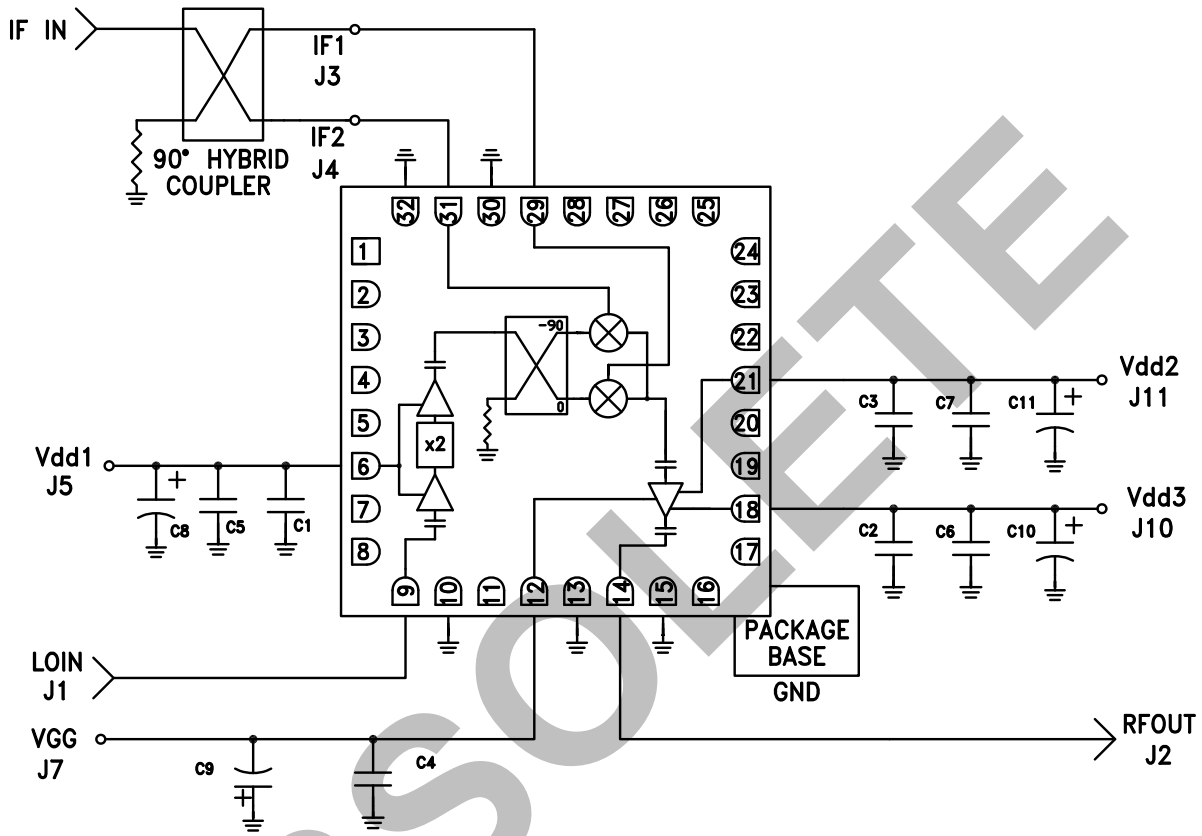 IF IN
IF1
J3
IF2
J4
90° HYBRID
COUPLER
32
31
30
29
28
27
26
25
1
2
3
4
5
6
7
8
24
23
22
21
20
19
18
17
-90
0
x2
Vdd1
J5
C8
+
C5
C1
Vdd2
J11
C3
C7
C11
+
Vdd3
J10
C2
C6
C10
+
9
10
11
12
13
14
15
16
PACKAGE
BASE
GND
LOIN
J1
VGG
J7
C9
+
C4
RFOUT
J2
OBSOLETE